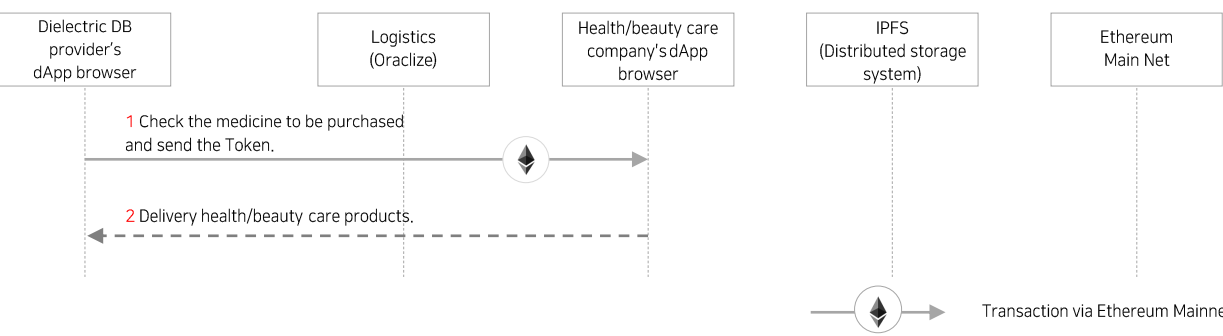 Dielectric DB
provider's
dApp browser
Logistics
(Oraclize)
Health/beauty care
company's dApp
browser
IPFS
(Distributed storage
system)
Ethereum
Main Net
1 Check the medicine to be purchased
and send the Token.
2 Delivery health/beauty care products.
Transaction via Ethereum Mainne